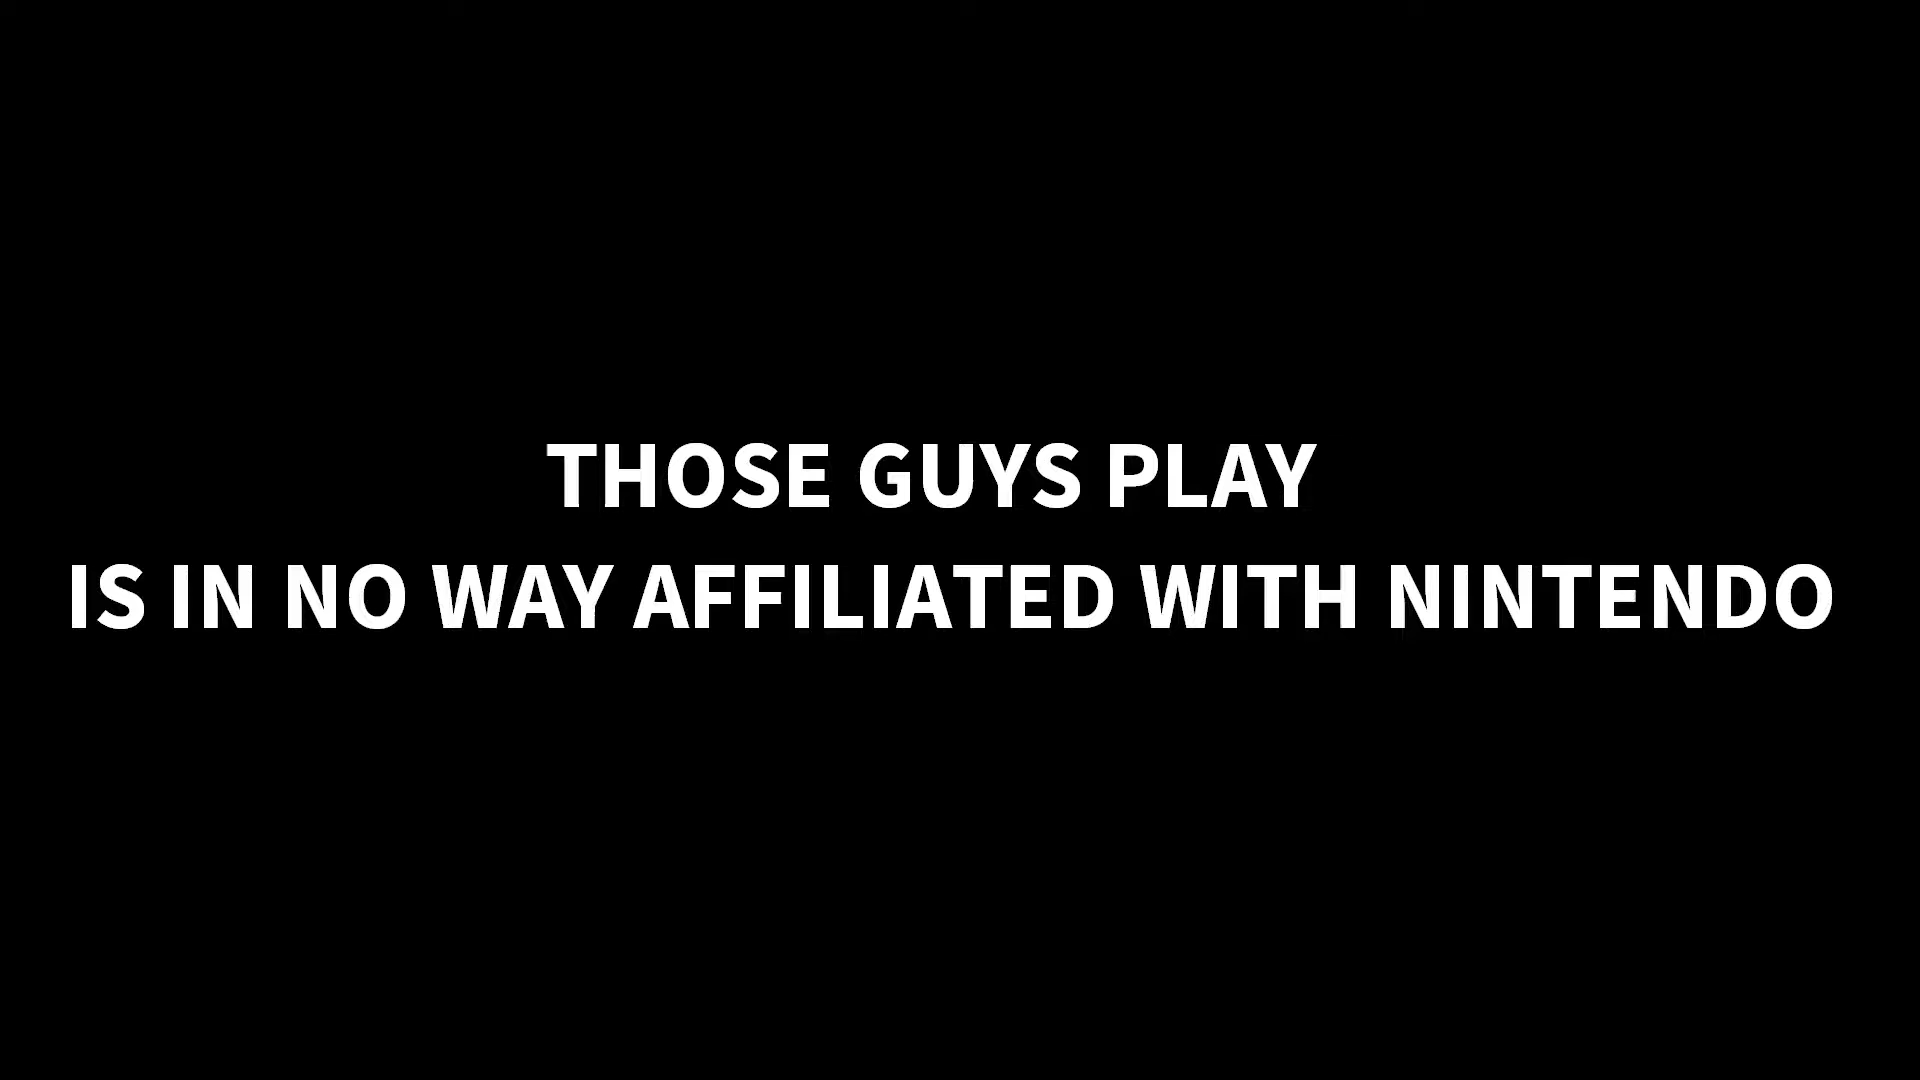 THOSE GUYS PLAY
IS IN NO WAY AFFILIATED WITH NINTENDO